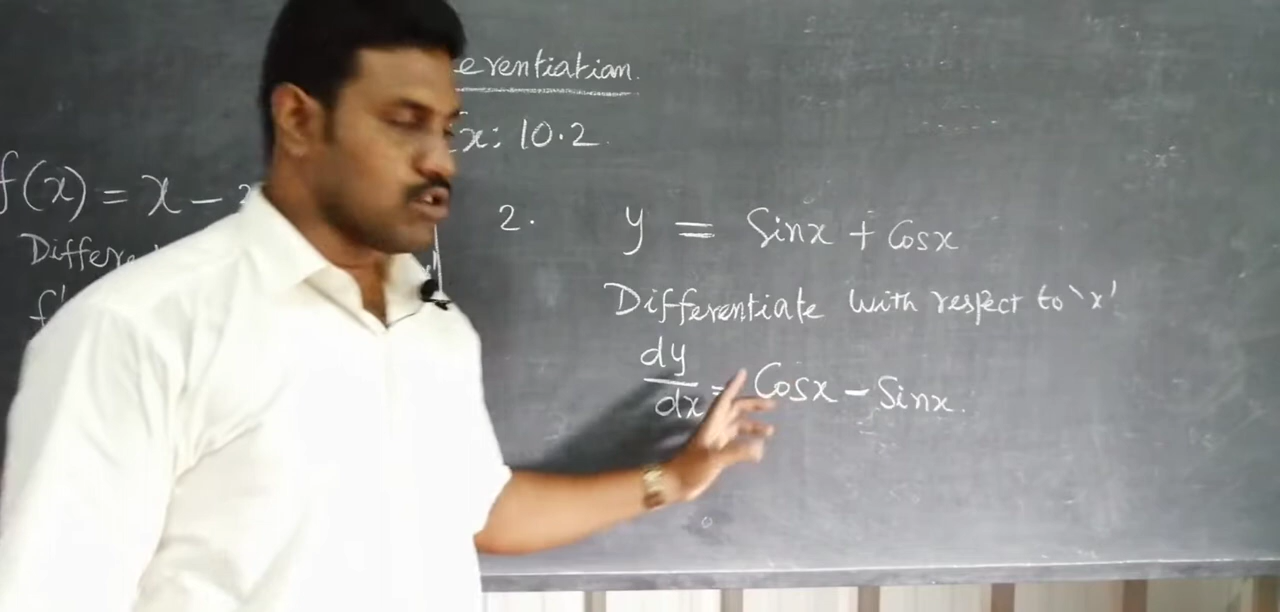 erentiation.
x: 10.2.
f(x) = x -
Differe
f'
2. y = Sinx + Cosx
Differentiate with respect to 'x'
dy/dx = Cosx - Sinx.